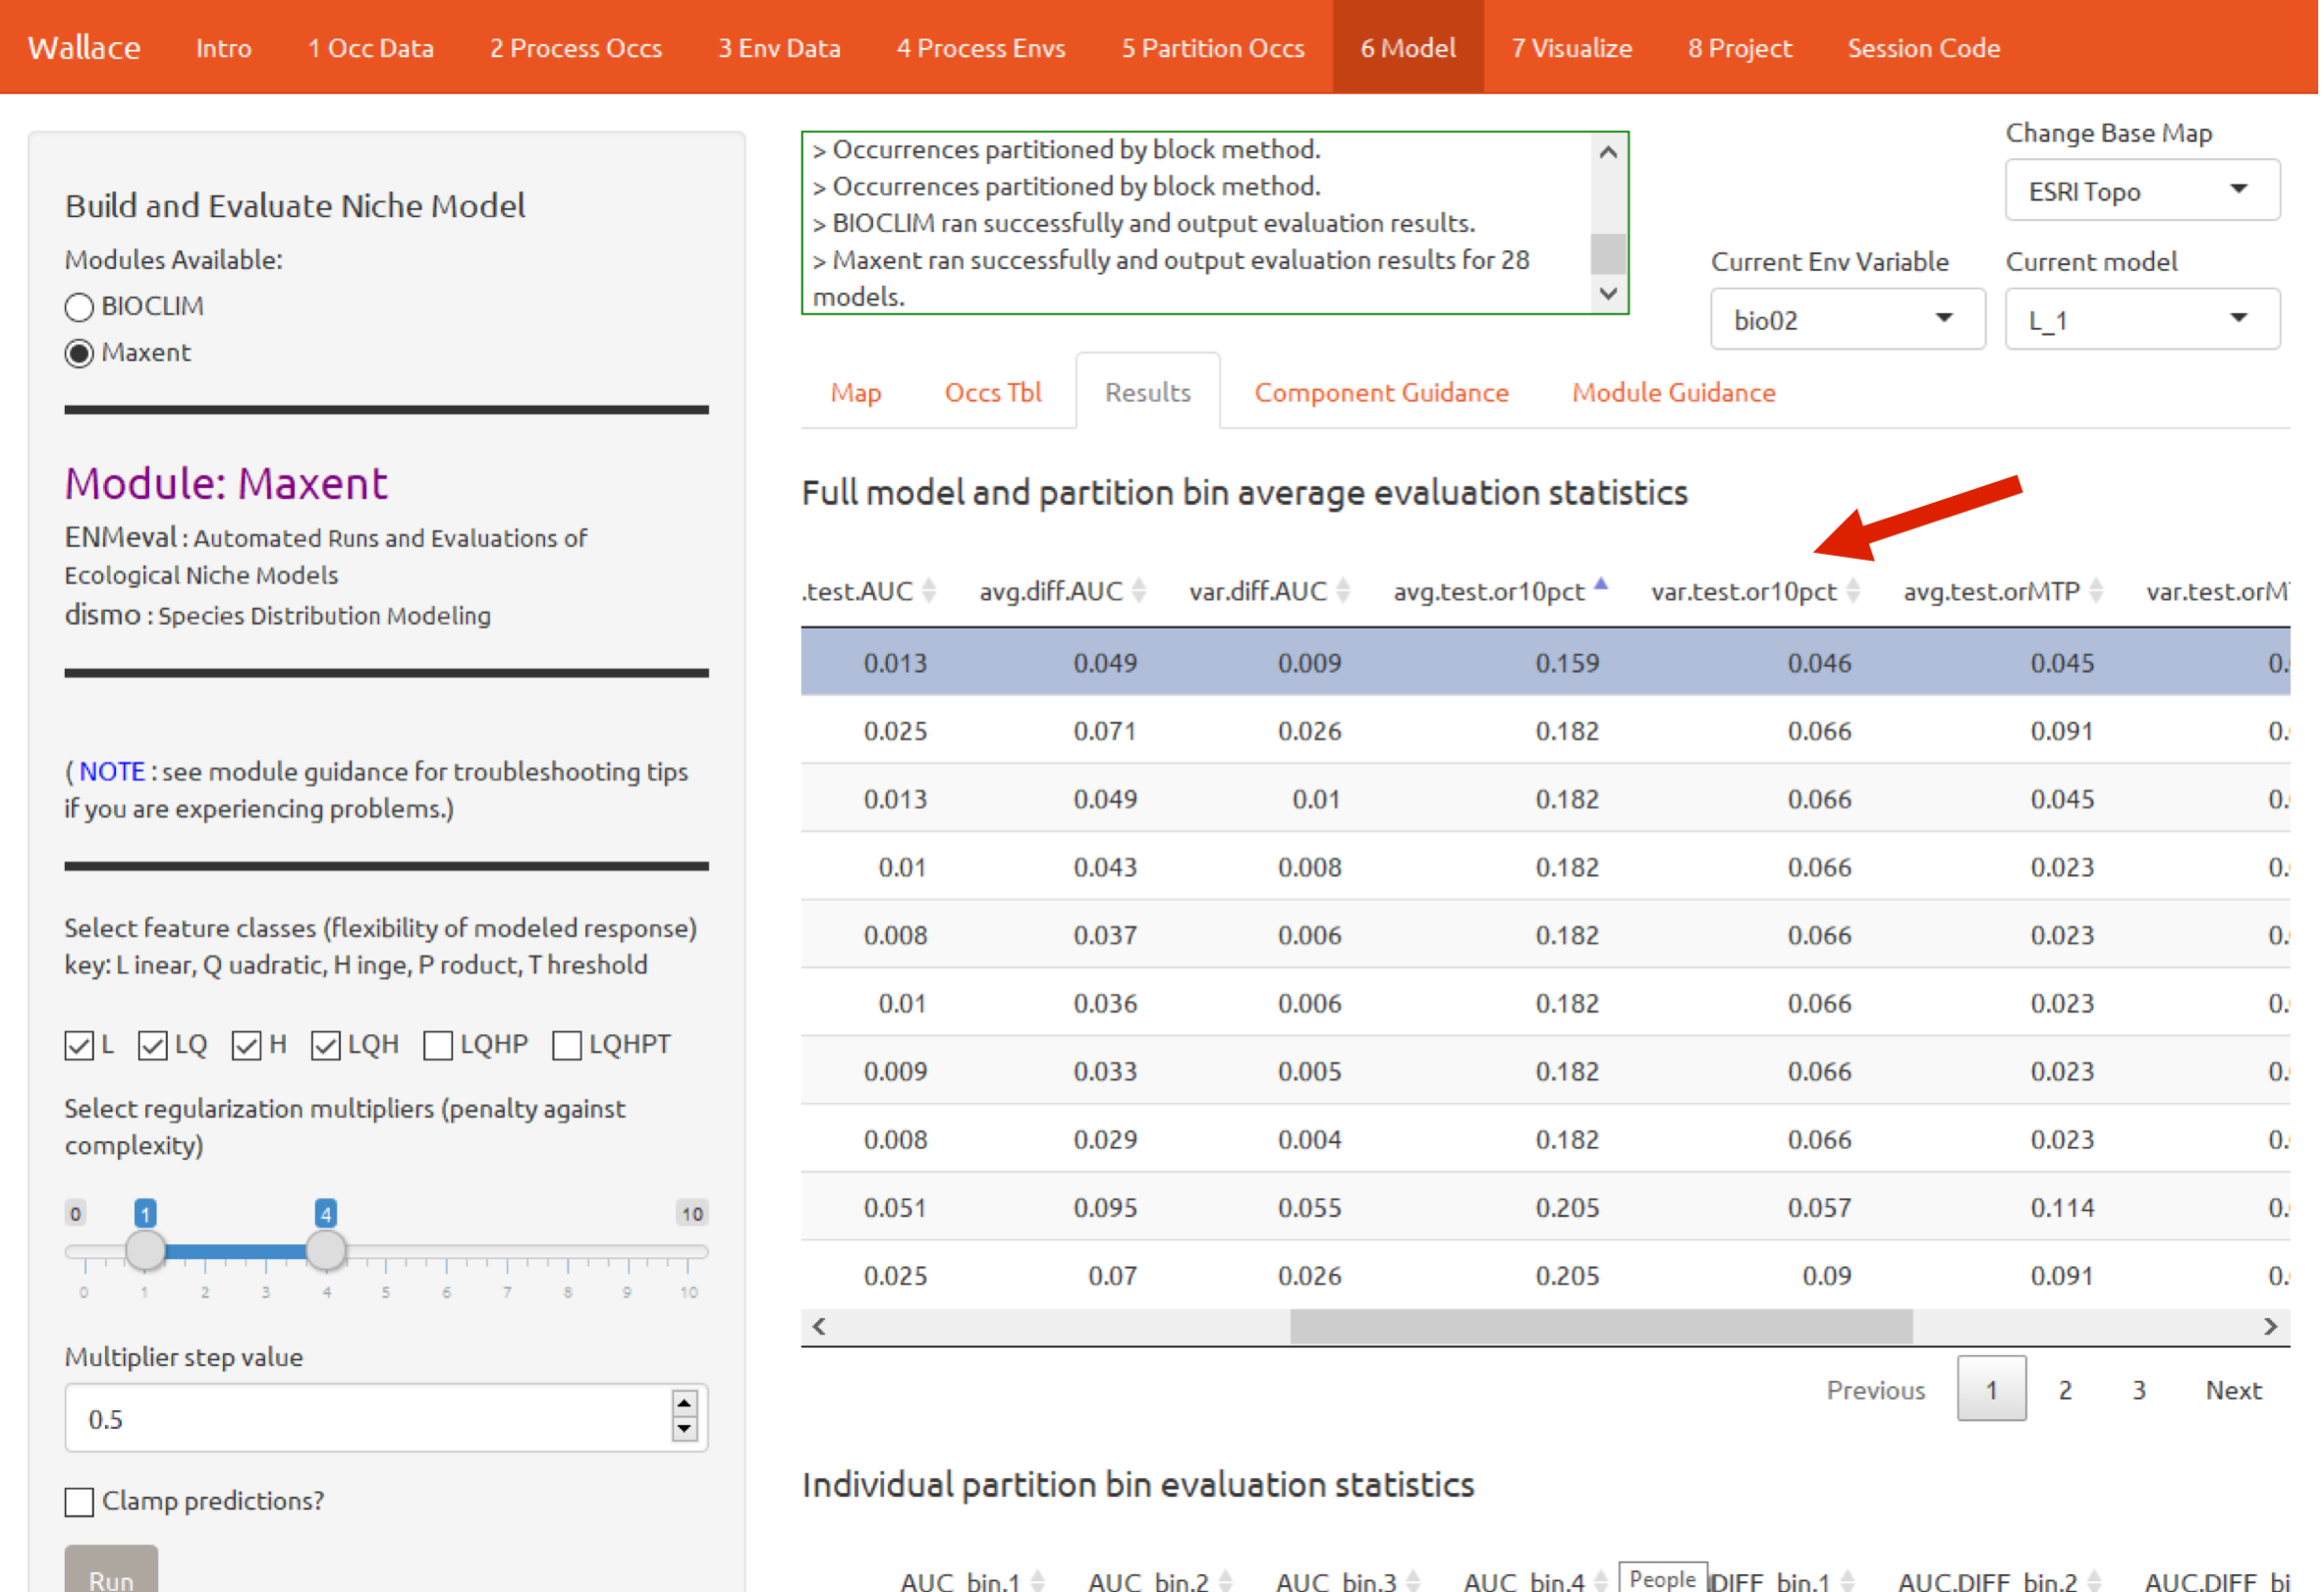 Wallace Intro 1 Occ Data 2 Process Occs 3 Env Data 4 Process Envs 5 Partition Occs 6 Model 7 Visualize 8 Project Session Code
Build and Evaluate Niche Model
Modules Available:
BIOCLIM
Maxent
Module: Maxent
ENMeval : Automated Runs and Evaluations of
Ecological Niche Models
dismo : Species Distribution Modeling
( NOTE : see module guidance for troubleshooting tips
if you are experiencing problems.)
Select feature classes (flexibility of modeled response)
key: L inear, Q uadratic, H inge, P roduct, T hreshold
L LQ H LQH LQHP LQHPT
Select regularization multipliers (penalty against
complexity)
0 1 4 10
0 1 2 3 4 5 6 7 8 9 10
Multiplier step value
0.5
Clamp predictions?
Run
> Occurrences partitioned by block method.
> Occurrences partitioned by block method.
> BIOCLIM ran successfully and output evaluation results.
> Maxent ran successfully and output evaluation results for 28
models.
Change Base Map
ESRI Topo
Current Env Variable Current model
bio02 L_1
Map Occs Tbl Results Component Guidance Module Guidance
Full model and partition bin average evaluation statistics
.test.AUC avg.diff.AUC var.diff.AUC avg.test.or10pct var.test.or10pct avg.test.orMTP var.test.orM
0.013 0.049 0.009 0.159 0.046 0.045 0.
0.025 0.071 0.026 0.182 0.066 0.091 0.
0.013 0.049 0.01 0.182 0.066 0.045 0.
0.01 0.043 0.008 0.182 0.066 0.023 0.
0.008 0.037 0.006 0.182 0.066 0.023 0.
0.01 0.036 0.006 0.182 0.066 0.023 0.
0.009 0.033 0.005 0.182 0.066 0.023 0.
0.008 0.029 0.004 0.182 0.066 0.023 0.
0.051 0.095 0.055 0.205 0.057 0.114 0.
0.025 0.07 0.026 0.205 0.09 0.091 0.
Previous 1 2 3 Next
Individual partition bin evaluation statistics
AUC_bin.1 AUC_bin.2 AUC_bin.3 AUC_bin.4 People DIFF_bin.1 AUC.DIFF_bin.2 AUC.DIFF_bi